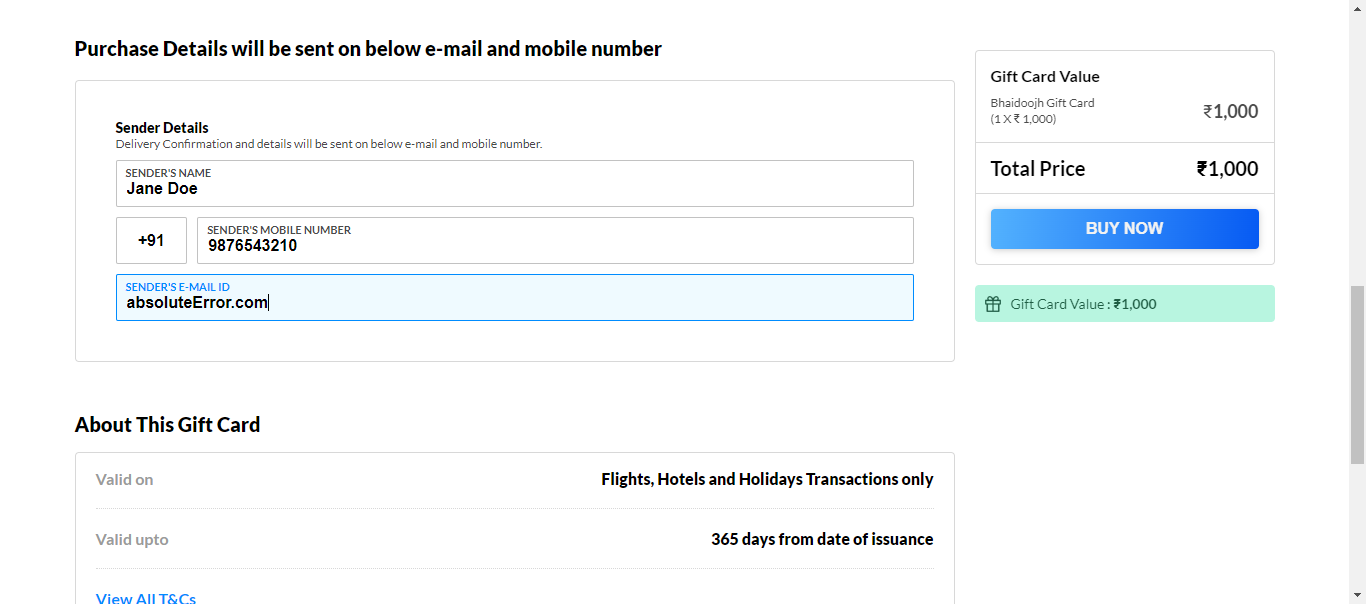 Purchase Details will be sent on below e-mail and mobile number
Sender Details
Delivery Confirmation and details will be sent on below e-mail and mobile number.
SENDER'S NAME
Jane Doe
+91
SENDER'S MOBILE NUMBER
9876543210
SENDER'S E-MAIL ID
absoluteError.com
Gift Card Value
Bhaidoojh Gift Card
(1 X ₹ 1,000)
₹1,000
Total Price
₹1,000
BUY NOW
Gift Card Value : ₹1,000
About This Gift Card
Valid on
Flights, Hotels and Holidays Transactions only
Valid upto
365 days from date of issuance
View All T&Cs